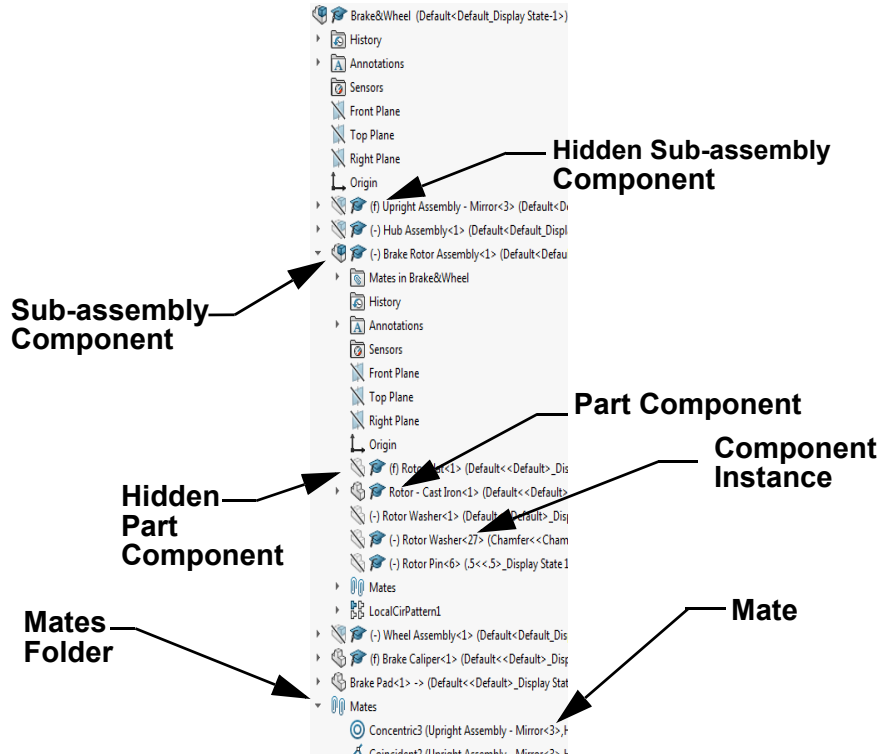 Brake&Wheel (Default<Default_Display State-1>)
History
Annotations
Sensors
Front Plane
Top Plane
Right Plane
Origin
(f) Upright Assembly - Mirror<3> (Default<De
(-) Hub Assembly<1> (Default<Default_Displ
(-) Brake Rotor Assembly<1> (Default<Defau
Mates in Brake&Wheel
History
Annotations
Sensors
Front Plane
Top Plane
Right Plane
Origin
(f) Rotor Hat<1> (Default<<Default>_Dis
Rotor - Cast Iron<1> (Default<<Default>
(-) Rotor Washer<1> (Default<<Default>_Disp
(-) Rotor Washer<27> (Chamfer<<Cham
(-) Rotor Pin<6> (.5<<.5>_Display State 1
Mates
LocalCirPattern1
(-) Wheel Assembly<1> (Default<Default_Dis
(f) Brake Caliper<1> (Default<<Default>_Disp
Brake Pad<1> -> (Default<<Default>_Display Stat
Mates
Concentric3 (Upright Assembly - Mirror<3>,H
Coincident2 (Upright Assembly - Mirror<3>,H
Hidden Sub-assembly
Component
Sub-assembly
Component
Part Component
Component
Instance
Hidden
Part
Component
Mates
Folder
Mate